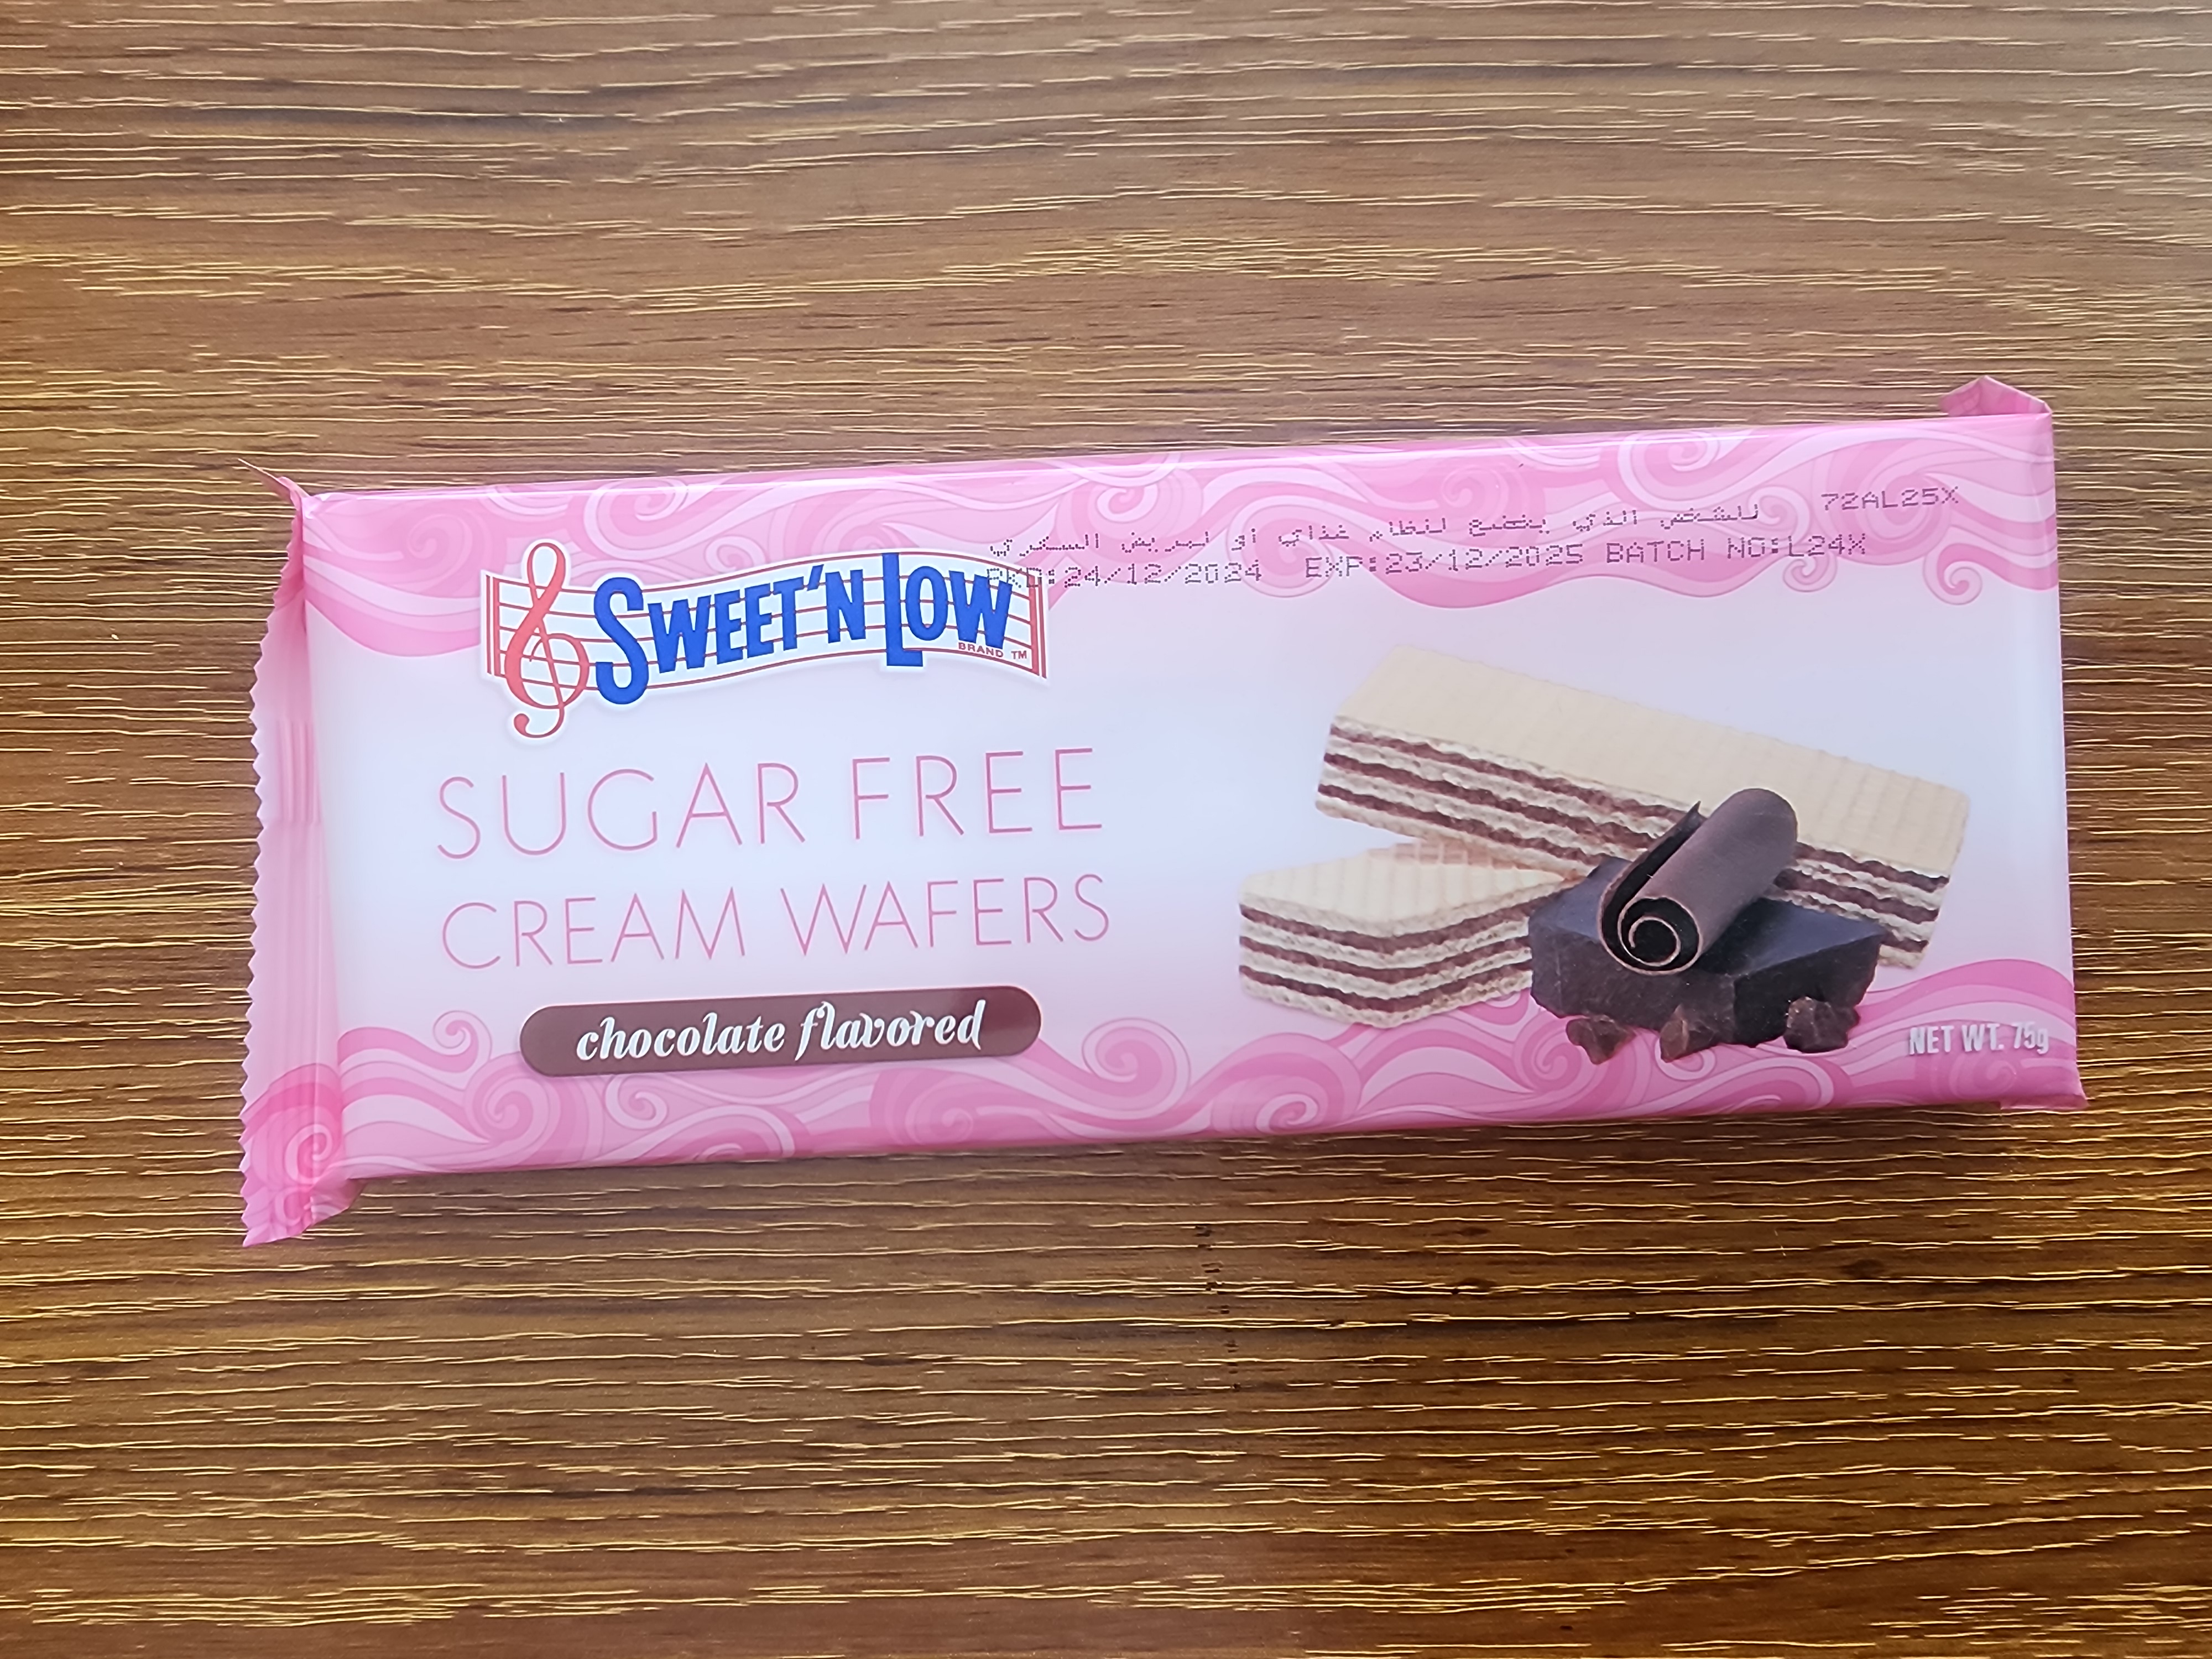 72AL25X
للشخص الذي يخضع لنظام غذائي أو لمريض السكري
PKD:24/12/2024 EXP:23/12/2025 BATCH NO:L24X
SWEET'N LOW
BRAND TM
SUGAR FREE
CREAM WAFERS
chocolate flavored
NET WT. 75g